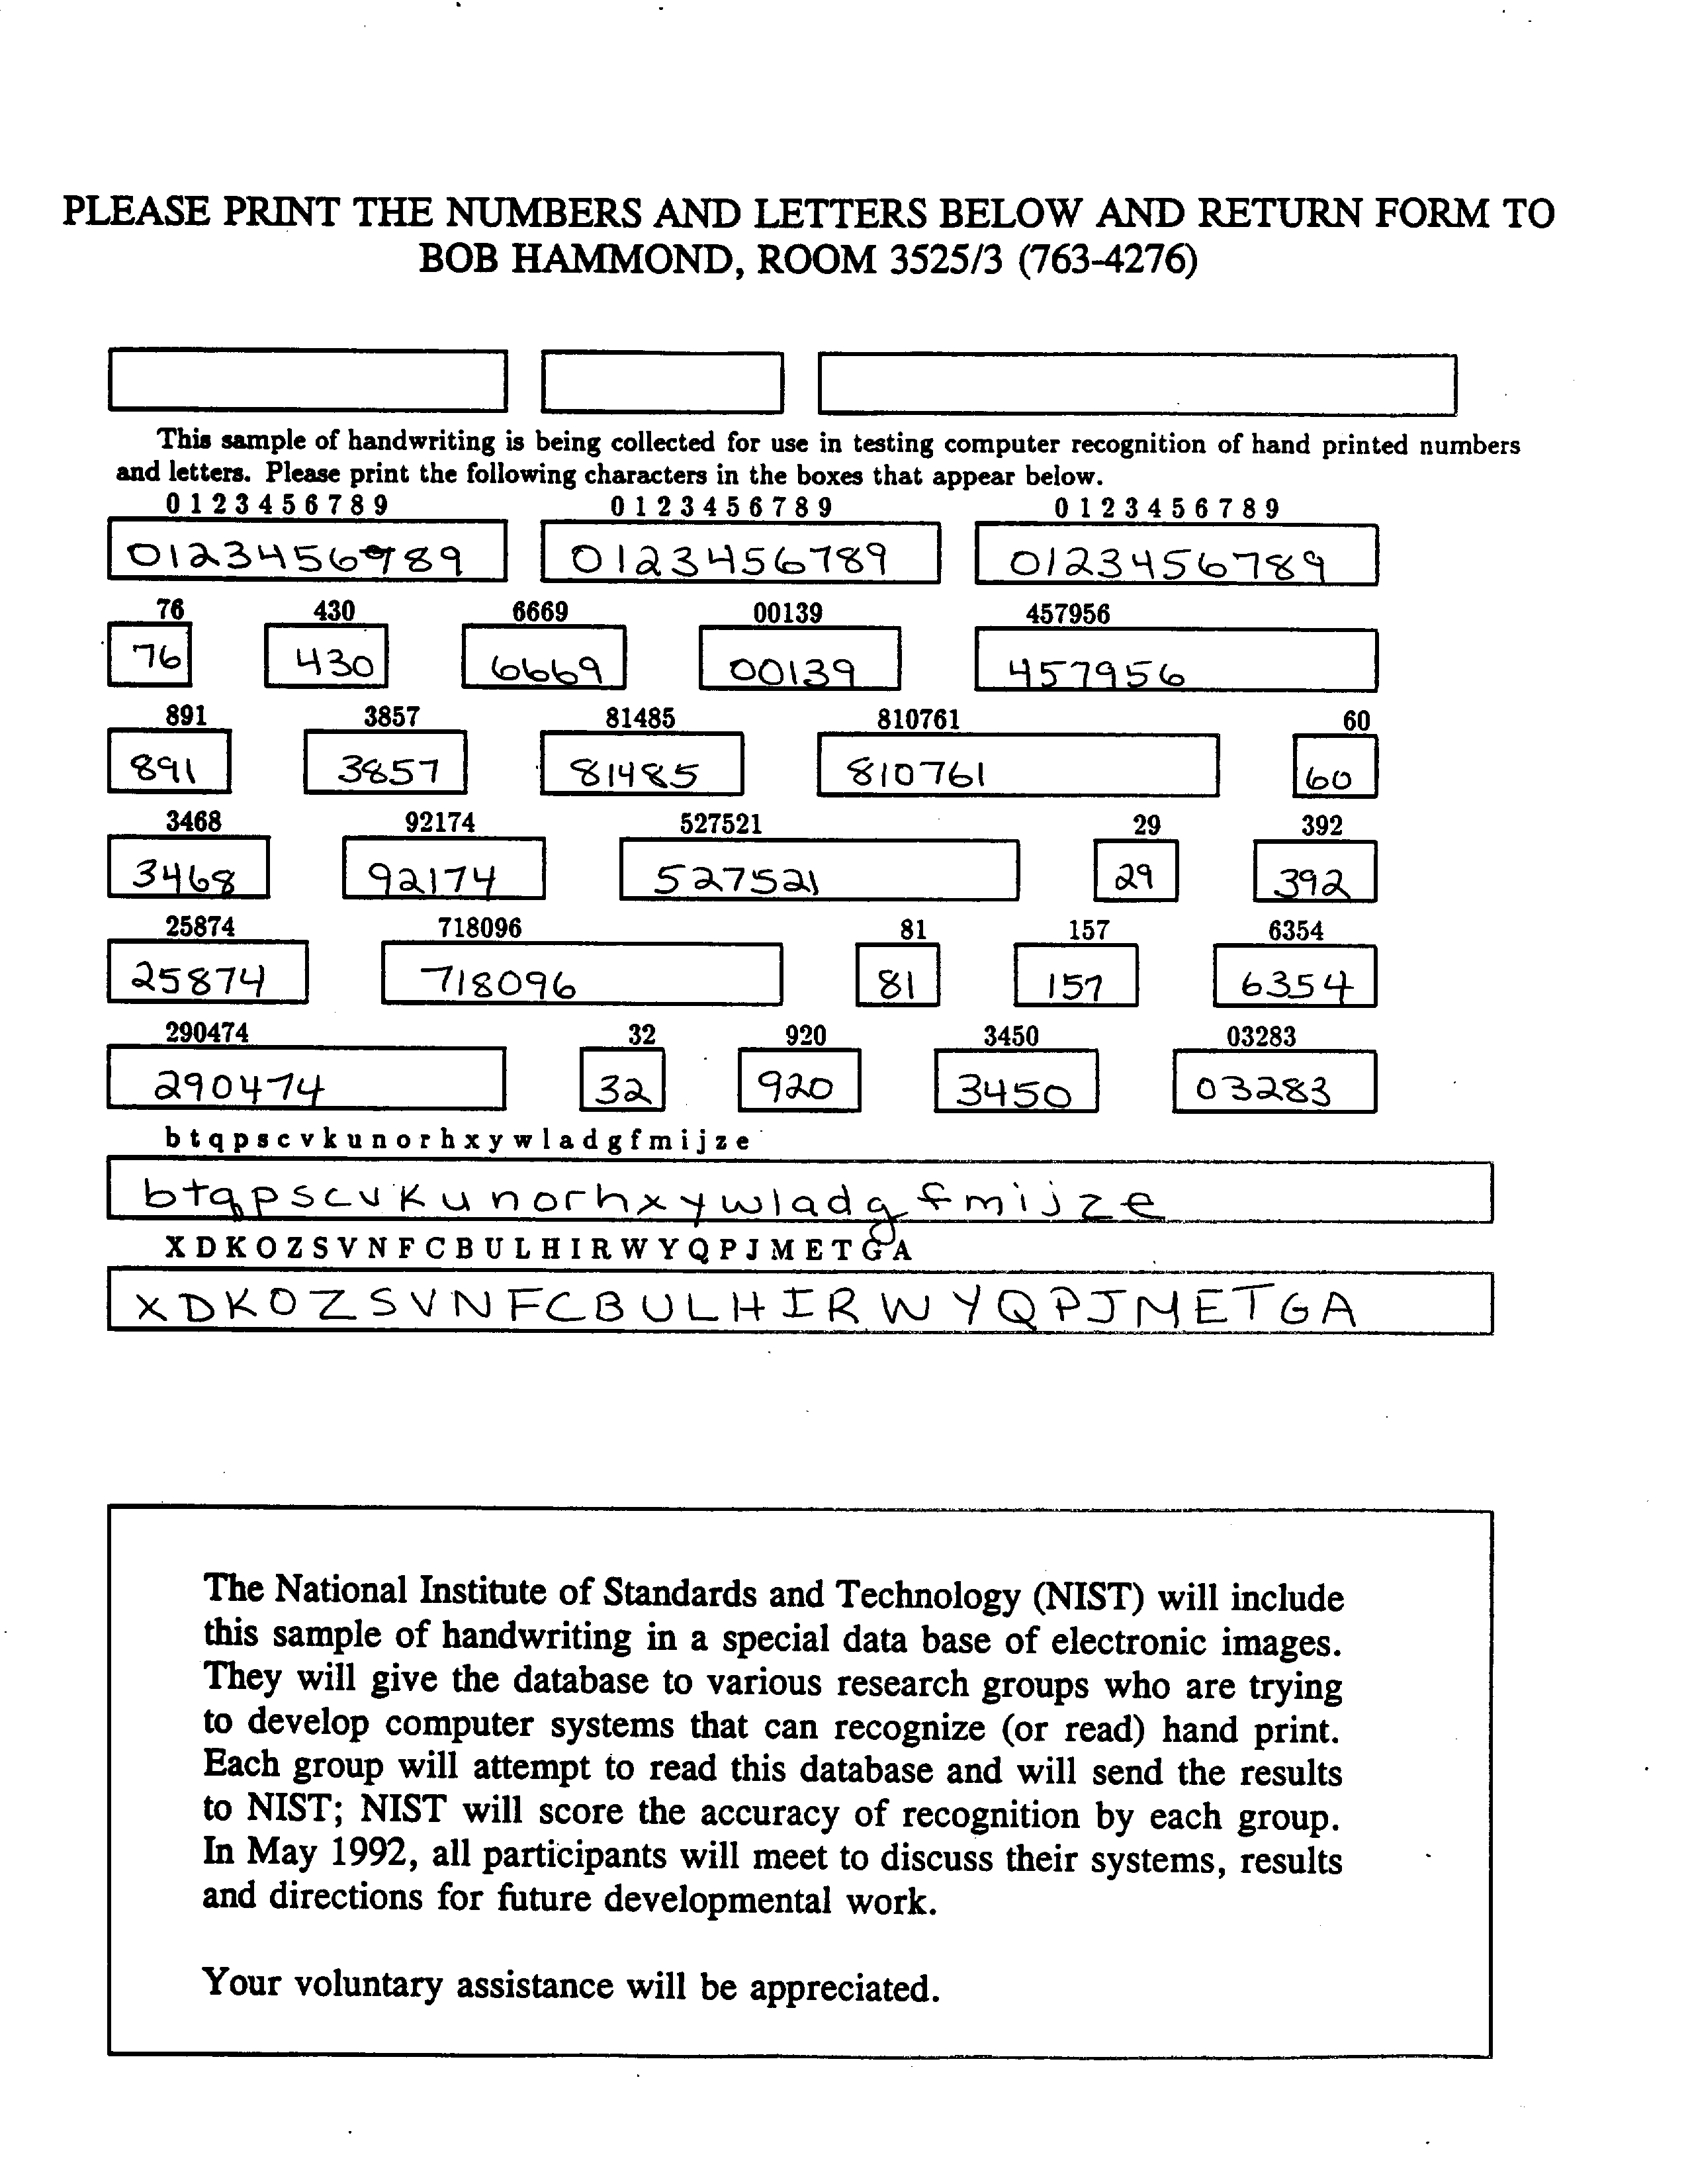 PLEASE PRINT THE NUMBERS AND LETTERS BELOW AND RETURN FORM TO
BOB HAMMOND, ROOM 3525/3 (763-4276)
This sample of handwriting is being collected for use in testing computer recognition of hand printed numbers
and letters. Please print the following characters in the boxes that appear below.
0 1 2 3 4 5 6 7 8 9 0 1 2 3 4 5 6 7 8 9 0 1 2 3 4 5 6 7 8 9
0123456789 0123456789 0123456789
76 430 6669 00139 457956
76 430 6669 00139 457956
891 3857 81485 810761 60
891 3857 81485 810761 60
3468 92174 527521 29 392
3468 92174 527521 29 392
25874 718096 81 157 6354
25874 718096 81 157 6354
290474 32 920 3450 03283
290474 32 920 3450 03283
b t q p s c v k u n o r h x y w l a d g f m i j z e
b t q p s c v k u n o r h x y w l a d g f m i j z e
X D K O Z S V N F C B U L H I R W Y Q P J M E T G A
X D K O Z S V N F C B U L H I R W Y Q P J M E T G A
The National Institute of Standards and Technology (NIST) will include
this sample of handwriting in a special data base of electronic images.
They will give the database to various research groups who are trying
to develop computer systems that can recognize (or read) hand print.
Each group will attempt to read this database and will send the results
to NIST; NIST will score the accuracy of recognition by each group.
In May 1992, all participants will meet to discuss their systems, results
and directions for future developmental work.
Your voluntary assistance will be appreciated.